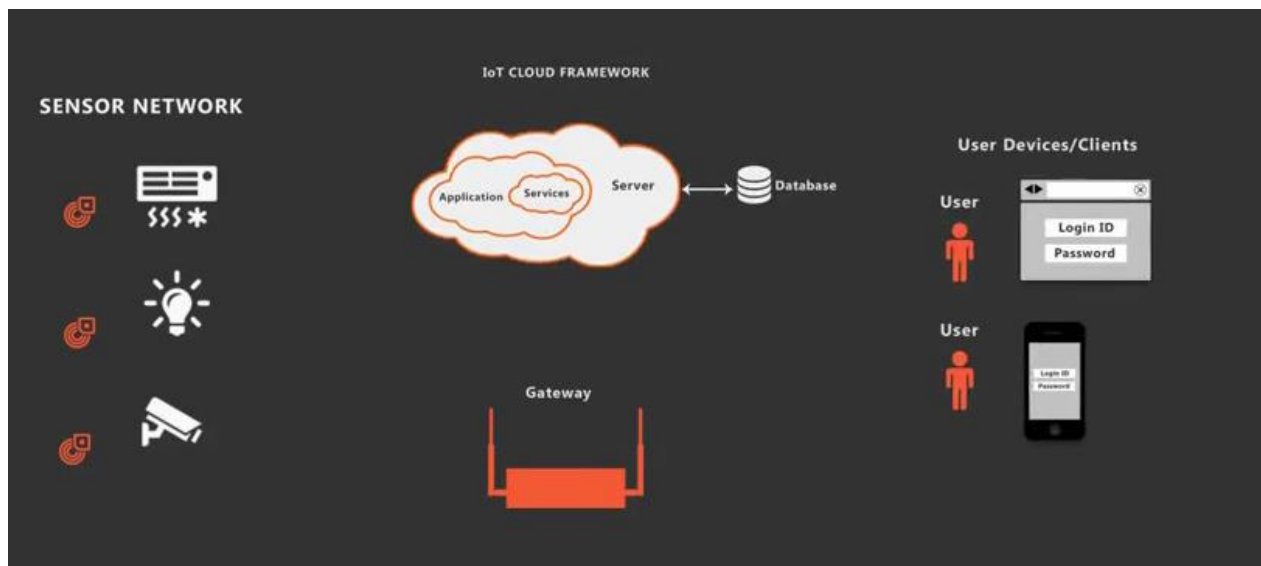 IoT CLOUD FRAMEWORK
SENSOR NETWORK
Application
Services
Server
Database
Gateway
User Devices/Clients
User
Login ID
Password
User
Login ID
Password